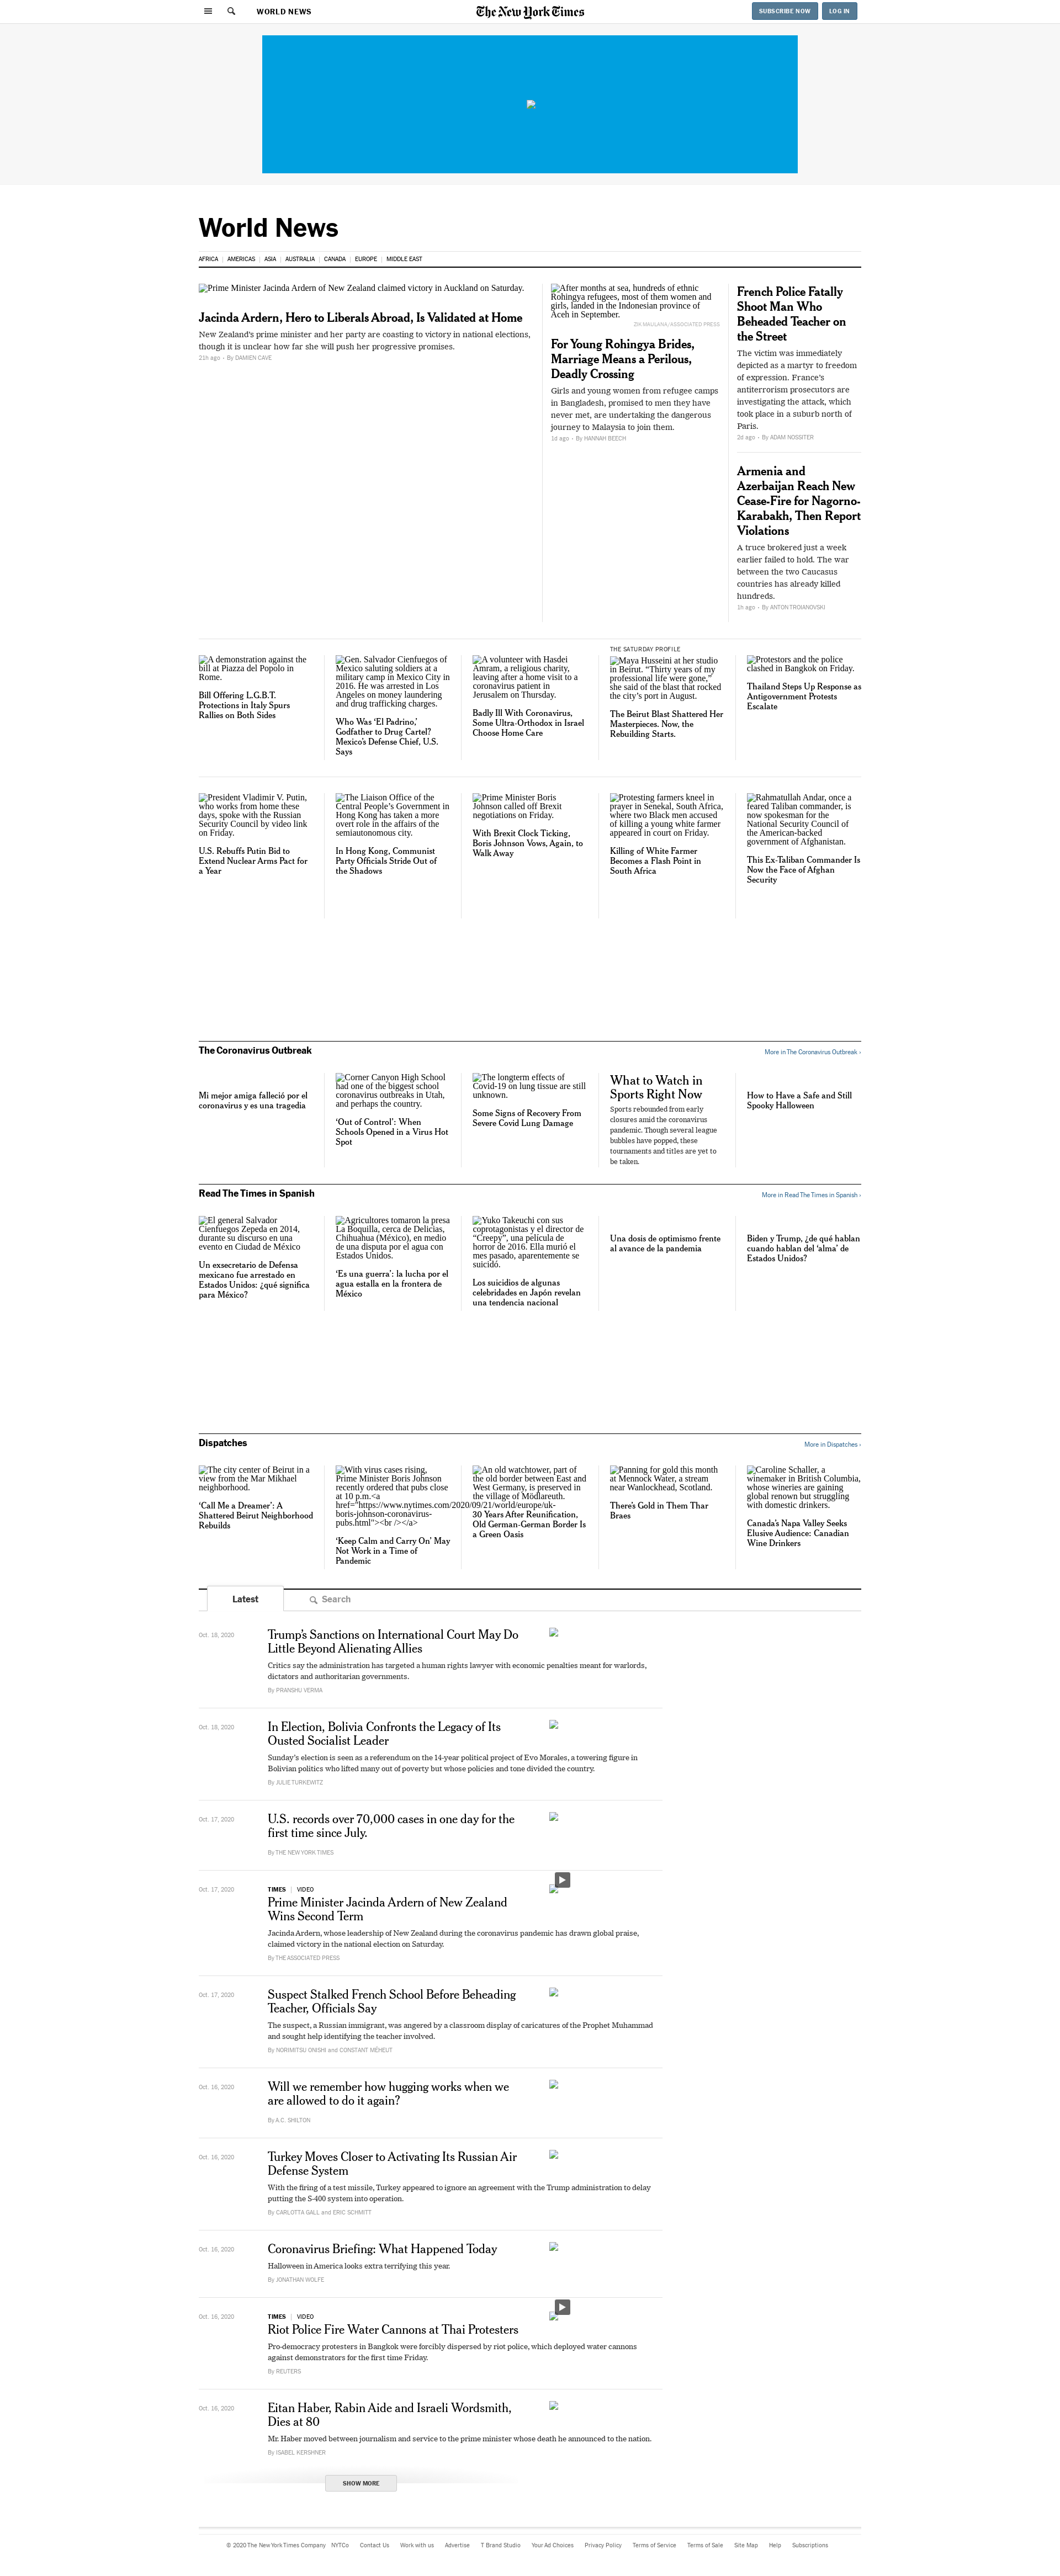 WORLD NEWS
The New York Times
SUBSCRIBE NOW
LOG IN
World News
AFRICA
AMERICAS
ASIA
AUSTRALIA
CANADA
EUROPE
MIDDLE EAST
Prime Minister Jacinda Ardern of New Zealand claimed victory in Auckland on Saturday.
Jacinda Ardern, Hero to Liberals Abroad, Is Validated at Home
New Zealand's prime minister and her party are coasting to victory in national elections,
though it is unclear how far she will push her progressive promises.
21h ago • By DAMIEN CAVE
After months at sea, hundreds of ethnic
Rohingya refugees, most of them women and
girls, landed in the Indonesian province of
Aceh in September.
ZIK MAULANA/ASSOCIATED PRESS
For Young Rohingya Brides,
Marriage Means a Perilous,
Deadly Crossing
Girls and young women from refugee camps
in Bangladesh, promised to men they have
never met, are undertaking the dangerous
journey to Malaysia to join them.
1d ago • By HANNAH BEECH
French Police Fatally
Shoot Man Who
Beheaded Teacher on
the Street
The victim was immediately
depicted as a martyr to freedom
of expression. France's
antiterrorism prosecutors are
investigating the attack, which
took place in a suburb north of
Paris.
2d ago • By ADAM NOSSITER
Armenia and
Azerbaijan Reach New
Cease-Fire for Nagorno-
Karabakh, Then Report
Violations
A truce brokered just a week
earlier failed to hold. The war
between the two Caucasus
countries has already killed
hundreds.
1h ago • By ANTON TROIANOVSKI
A demonstration against the
bill at Piazza del Popolo in
Rome.
Bill Offering L.G.B.T.
Protections in Italy Spurs
Rallies on Both Sides
Gen. Salvador Cienfuegos of
Mexico saluting soldiers at a
military camp in Mexico City in
2016. He was arrested in Los
Angeles on money laundering
and drug trafficking charges.
Who Was ‘El Padrino,’
Godfather to Drug Cartel?
Mexico’s Defense Chief, U.S.
Says
A volunteer with Hasdei
Amram, a religious charity,
leaving after a home visit to a
coronavirus patient in
Jerusalem on Thursday.
Badly Ill With Coronavirus,
Some Ultra-Orthodox in Israel
Choose Home Care
THE SATURDAY PROFILE
Maya Husseini at her studio
in Beirut. “Thirty years of my
professional life were gone,”
she said of the blast that rocked
the city’s port in August.
The Beirut Blast Shattered Her
Masterpieces. Now, the
Rebuilding Starts.
Protestors and the police
clashed in Bangkok on Friday.
Thailand Steps Up Response as
Antigovernment Protests
Escalate
President Vladimir V. Putin,
who works from home these
days, spoke with the Russian
Security Council by video link
on Friday.
U.S. Rebuffs Putin Bid to
Extend Nuclear Arms Pact for
a Year
The Liaison Office of the
Central People’s Government in
Hong Kong has taken a more
overt role in the affairs of the
semiautonomous city.
In Hong Kong, Communist
Party Officials Stride Out of
the Shadows
Prime Minister Boris
Johnson called off Brexit
negotiations on Friday.
With Brexit Clock Ticking,
Boris Johnson Vows, Again, to
Walk Away
Protesting farmers kneel in
prayer in Senekal, South Africa,
where two Black men accused
of killing a young white farmer
appeared in court on Friday.
Killing of White Farmer
Becomes a Flash Point in
South Africa
Rahmatullah Andar, once a
feared Taliban commander, is
now spokesman for the
National Security Council of
the American-backed
government of Afghanistan.
This Ex-Taliban Commander Is
Now the Face of Afghan
Security
The Coronavirus Outbreak
More in The Coronavirus Outbreak ›
Mi mejor amiga falleció por el
coronavirus y es una tragedia
Corner Canyon High School
had one of the biggest school
coronavirus outbreaks in Utah,
and perhaps the country.
‘Out of Control’: When
Schools Opened in a Virus Hot
Spot
The longterm effects of
Covid-19 on lung tissue are still
unknown.
Some Signs of Recovery From
Severe Covid Lung Damage
What to Watch in
Sports Right Now
Sports rebounded from early
closures amid the coronavirus
pandemic. Though several league
bubbles have popped, these
tournaments and titles are yet to
be taken.
How to Have a Safe and Still
Spooky Halloween
Read The Times in Spanish
More in Read The Times in Spanish ›
El general Salvador
Cienfuegos Zepeda en 2014,
durante su discurso en una
evento en Ciudad de México
Un exsecretario de Defensa
mexicano fue arrestado en
Estados Unidos: ¿qué significa
para México?
Agricultores tomaron la presa
La Boquilla, cerca de Delicias,
Chihuahua (México), en medio
de una disputa por el agua con
Estados Unidos.
‘Es una guerra’: la lucha por el
agua estalla en la frontera de
México
Yuko Takeuchi con sus
coprotagonistas y el director de
“Creepy”, una película de
horror de 2016. Ella murió el
mes pasado, aparentemente se
suicidó.
Los suicidios de algunas
celebridades en Japón revelan
una tendencia nacional
Una dosis de optimismo frente
al avance de la pandemia
Biden y Trump, ¿de qué hablan
cuando hablan del ‘alma’ de
Estados Unidos?
Dispatches
More in Dispatches ›
The city center of Beirut in a
view from the Mar Mikhael
neighborhood.
‘Call Me a Dreamer’: A
Shattered Beirut Neighborhood
Rebuilds
With virus cases rising,
Prime Minister Boris Johnson
recently ordered that pubs close
at 10 p.m.<a
href="https://www.nytimes.com/2020/09/21/world/europe/uk-
boris-johnson-coronavirus-
pubs.html"><br /></a>
‘Keep Calm and Carry On’ May
Not Work in a Time of
Pandemic
An old watchtower, part of
the old border between East and
West Germany, is preserved in
the village of Mödlareuth.
30 Years After Reunification,
Old German-German Border Is
a Green Oasis
Panning for gold this month
at Mennock Water, a stream
near Wanlockhead, Scotland.
There’s Gold in Them Thar
Braes
Caroline Schaller, a
winemaker in British Columbia,
whose wineries are gaining
global renown but struggling
with domestic drinkers.
Canada’s Napa Valley Seeks
Elusive Audience: Canadian
Wine Drinkers
Latest
Search
Oct. 18, 2020
Trump’s Sanctions on International Court May Do
Little Beyond Alienating Allies
Critics say the administration has targeted a human rights lawyer with economic penalties meant for warlords,
dictators and authoritarian governments.
By PRANSHU VERMA
Oct. 18, 2020
In Election, Bolivia Confronts the Legacy of Its
Ousted Socialist Leader
Sunday’s election is seen as a referendum on the 14-year political project of Evo Morales, a towering figure in
Bolivian politics who lifted many out of poverty but whose policies and tone divided the country.
By JULIE TURKEWITZ
Oct. 17, 2020
U.S. records over 70,000 cases in one day for the
first time since July.
By THE NEW YORK TIMES
Oct. 17, 2020
TIMES | VIDEO
Prime Minister Jacinda Ardern of New Zealand
Wins Second Term
Jacinda Ardern, whose leadership of New Zealand during the coronavirus pandemic has drawn global praise,
claimed victory in the national election on Saturday.
By THE ASSOCIATED PRESS
Oct. 17, 2020
Suspect Stalked French School Before Beheading
Teacher, Officials Say
The suspect, a Russian immigrant, was angered by a classroom display of caricatures of the Prophet Muhammad
and sought help identifying the teacher involved.
By NORIMITSU ONISHI and CONSTANT MÉHEUT
Oct. 16, 2020
Will we remember how hugging works when we
are allowed to do it again?
By A.C. SHILTON
Oct. 16, 2020
Turkey Moves Closer to Activating Its Russian Air
Defense System
With the firing of a test missile, Turkey appeared to ignore an agreement with the Trump administration to delay
putting the S-400 system into operation.
By CARLOTTA GALL and ERIC SCHMITT
Oct. 16, 2020
Coronavirus Briefing: What Happened Today
Halloween in America looks extra terrifying this year.
By JONATHAN WOLFE
Oct. 16, 2020
TIMES | VIDEO
Riot Police Fire Water Cannons at Thai Protesters
Pro-democracy protesters in Bangkok were forcibly dispersed by riot police, which deployed water cannons
against demonstrators for the first time Friday.
By REUTERS
Oct. 16, 2020
Eitan Haber, Rabin Aide and Israeli Wordsmith,
Dies at 80
Mr. Haber moved between journalism and service to the prime minister whose death he announced to the nation.
By ISABEL KERSHNER
SHOW MORE
© 2020 The New York Times Company
NYTCo
Contact Us
Work with us
Advertise
T Brand Studio
Your Ad Choices
Privacy Policy
Terms of Service
Terms of Sale
Site Map
Help
Subscriptions